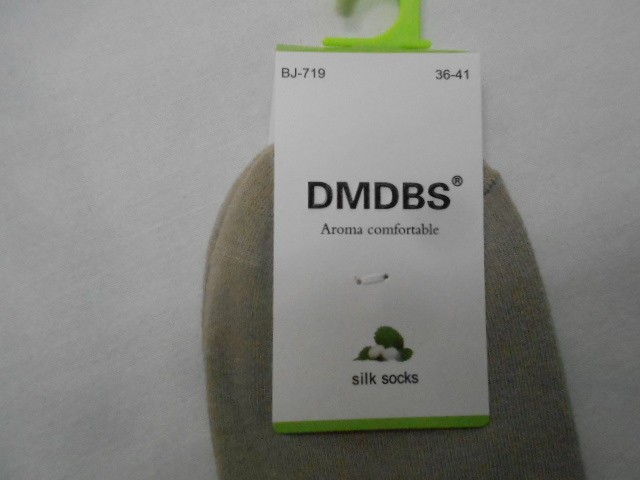 BJ-719 36-41
DMDBS®
Aroma comfortable
silk socks